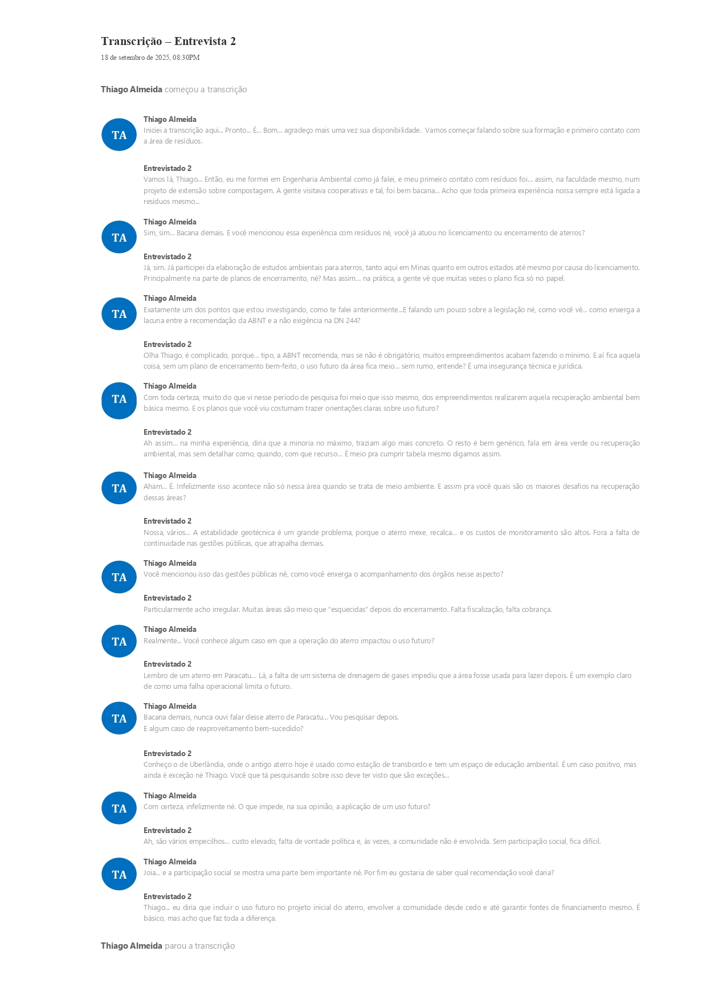 Transcrição – Entrevista 2
18 de setembro de 2025, 08:30PM
Thiago Almeida começou a transcrição
Thiago Almeida
TA
Iniciei a transcrição aqui... Pronto... É... Bom... agradeço mais uma vez sua disponibilidade. Vamos começar falando sobre sua formação e primeiro contato com
a área de resíduos.
Entrevistado 2
Vamos lá, Thiago... Então, eu me formei em Engenharia Ambiental como já falei, e meu primeiro contato com resíduos foi... assim, na faculdade mesmo, num
projeto de extensão sobre compostagem. A gente visitava cooperativas e tal, foi bem bacana... Acho que toda primeira experiência nossa sempre está ligada a
resíduos mesmo...
Thiago Almeida
TA
Sim, sim... Bacana demais. E você mencionou essa experiência com resíduos né, você já atuou no licenciamento ou encerramento de aterros?
Entrevistado 2
Já, sim. Já participei da elaboração de estudos ambientais para aterros, tanto aqui em Minas quanto em outros estados até mesmo por causa do licenciamento.
Principalmente na parte de planos de encerramento, né? Mas assim... na prática, a gente vê que muitas vezes o plano fica só no papel.
Thiago Almeida
TA
Exatamente um dos pontos que estou investigando, como te falei anteriormente...E falando um pouco sobre a legislação né, como você vê... como enxerga a
lacuna entre a recomendação da ABNT e a não exigência na DN 244?
Entrevistado 2
Olha Thiago, é complicado, porque... tipo, a ABNT recomenda, mas se não é obrigatório, muitos empreendimentos acabam fazendo o mínimo. E aí fica aquela
coisa, sem um plano de encerramento bem-feito, o uso futuro da área fica meio... sem rumo, entende? É uma insegurança técnica e jurídica.
Thiago Almeida
TA
Com toda certeza, muito do que vi nesse período de pesquisa foi meio que isso mesmo, dos empreendimentos realizarem aquela recuperação ambiental bem
básica mesmo. E os planos que você viu costumam trazer orientações claras sobre uso futuro?
Entrevistado 2
Ah assim... na minha experiência, diria que a minoria no máximo, traziam algo mais concreto. O resto é bem genérico, fala em área verde ou recuperação
ambiental, mas sem detalhar como, quando, com que recurso... É meio pra cumprir tabela mesmo digamos assim.
Thiago Almeida
TA
Aham... É. Infelizmente isso acontece não só nessa área quando se trata de meio ambiente. E assim pra você quais são os maiores desafios na recuperação
dessas áreas?
Entrevistado 2
Nossa, vários... A estabilidade geotécnica é um grande problema, porque o aterro mexe, recalca... e os custos de monitoramento são altos. Fora a falta de
continuidade nas gestões públicas, que atrapalha demais.
Thiago Almeida
TA
Você mencionou isso das gestões públicas né, como você enxerga o acompanhamento dos órgãos nesse aspecto?
Entrevistado 2
Particularmente acho irregular. Muitas áreas são meio que "esquecidas" depois do encerramento. Falta fiscalização, falta cobrança.
Thiago Almeida
TA
Realmente... Você conhece algum caso em que a operação do aterro impactou o uso futuro?
Entrevistado 2
Lembro de um aterro em Paracatu... Lá, a falta de um sistema de drenagem de gases impediu que a área fosse usada para lazer depois. É um exemplo claro
de como uma falha operacional limita o futuro.
Thiago Almeida
TA
Bacana demais, nunca ouvi falar desse aterro de Paracatu... Vou pesquisar depois.
E algum caso de reaproveitamento bem-sucedido?
Entrevistado 2
Conheço o de Uberlândia, onde o antigo aterro hoje é usado como estação de transbordo e tem um espaço de educação ambiental. É um caso positivo, mas
ainda é exceção né Thiago. Você que tá pesquisando sobre isso deve ter visto que são exceções...
Thiago Almeida
TA
Com certeza, infelizmente né. O que impede, na sua opinião, a aplicação de um uso futuro?
Entrevistado 2
Ah, são vários empecilhos... custo elevado, falta de vontade política e, às vezes, a comunidade não é envolvida. Sem participação social, fica difícil.
Thiago Almeida
TA
Joia... e a participação social se mostra uma parte bem importante né. Por fim eu gostaria de saber qual recomendação você daria?
Entrevistado 2
Thiago... eu diria que incluir o uso futuro no projeto inicial do aterro, envolver a comunidade desde cedo e até garantir fontes de financiamento mesmo. É
básico, mas acho que faz toda a diferença.
Thiago Almeida parou a transcrição